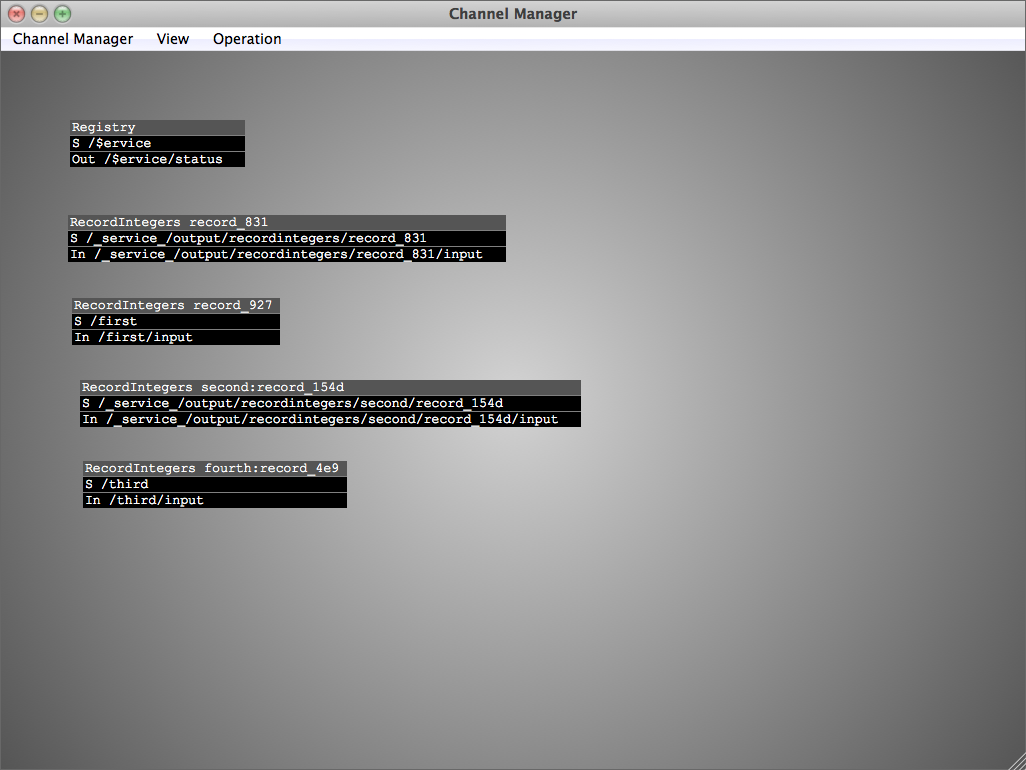 Channel Manager
Channel Manager View Operation
Registry
S /$ervice
Out /$ervice/status
RecordIntegers record_831
S /_service_/output/recordintegers/record_831
In /_service_/output/recordintegers/record_831/input
RecordIntegers record_927
S /first
In /first/input
RecordIntegers second:record_154d
S /_service_/output/recordintegers/second/record_154d
In /_service_/output/recordintegers/second/record_154d/input
RecordIntegers fourth:record_4e9
S /third
In /third/input